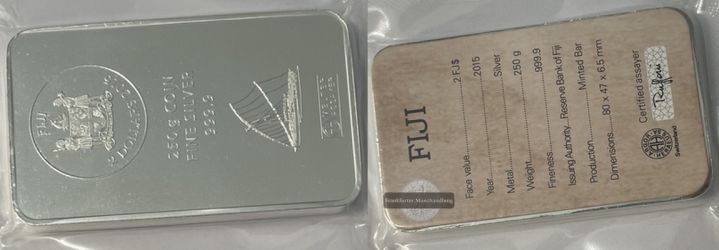 FIJI
DOLLARS
250 g COIN
FINE SILVER
999.9
FIJI
Face value..........2 FJ$
Year..........2015
Metal..........Silver
Weight..........250 g
Fineness..........999.9
Issuing Authority....Reserve Bank of Fiji
Production..........Minted Bar
Dimensions..........80 x 47 x 6.5 mm
Certified assayer
Switzerland
Frankfurter Münzhandlung